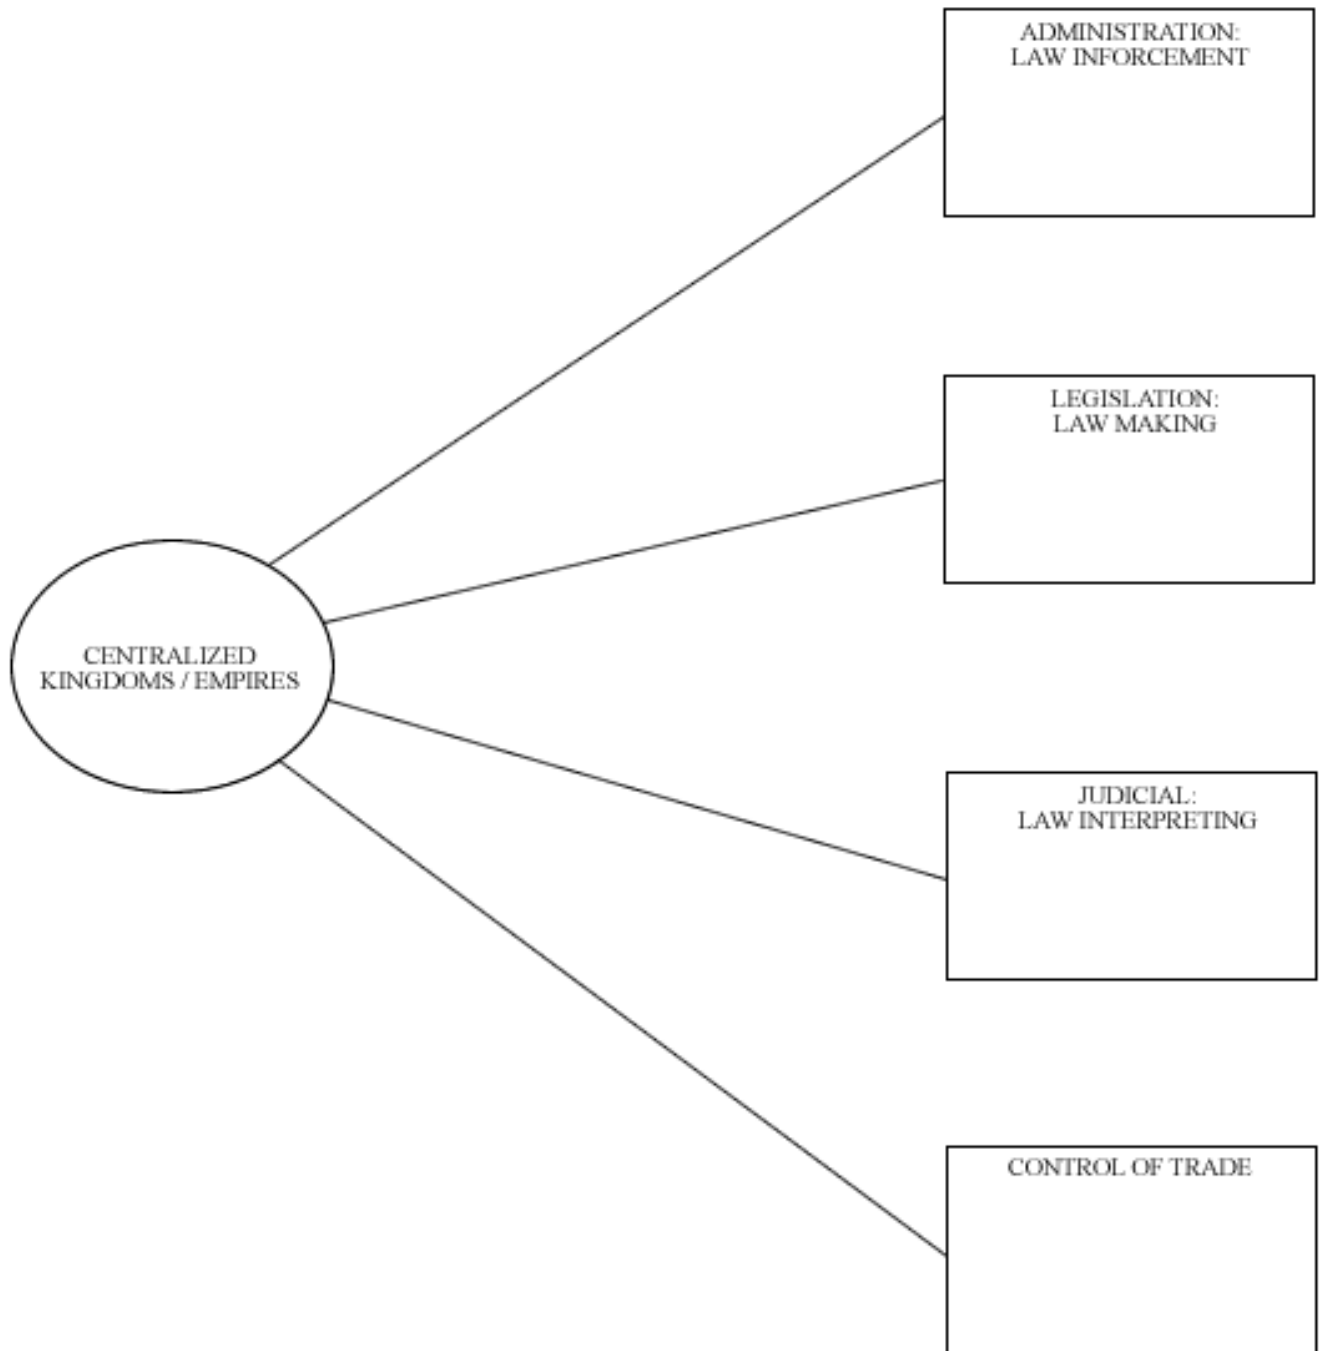 ADMINISTRATION:
LAW INFORCEMENT
LEGISLATION:
LAW MAKING
CENTRALIZED
KINGDOMS / EMPIRES
JUDICIAL:
LAW INTERPRETING
CONTROL OF TRADE